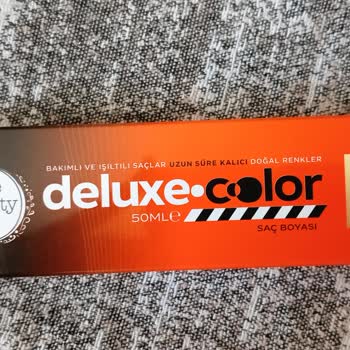 BAKIMLI VE IŞILTILI SAÇLAR UZUN SÜRE KALICI DOĞAL RENKLER
deluxe•color
50ML℮
SAÇ BOYASI